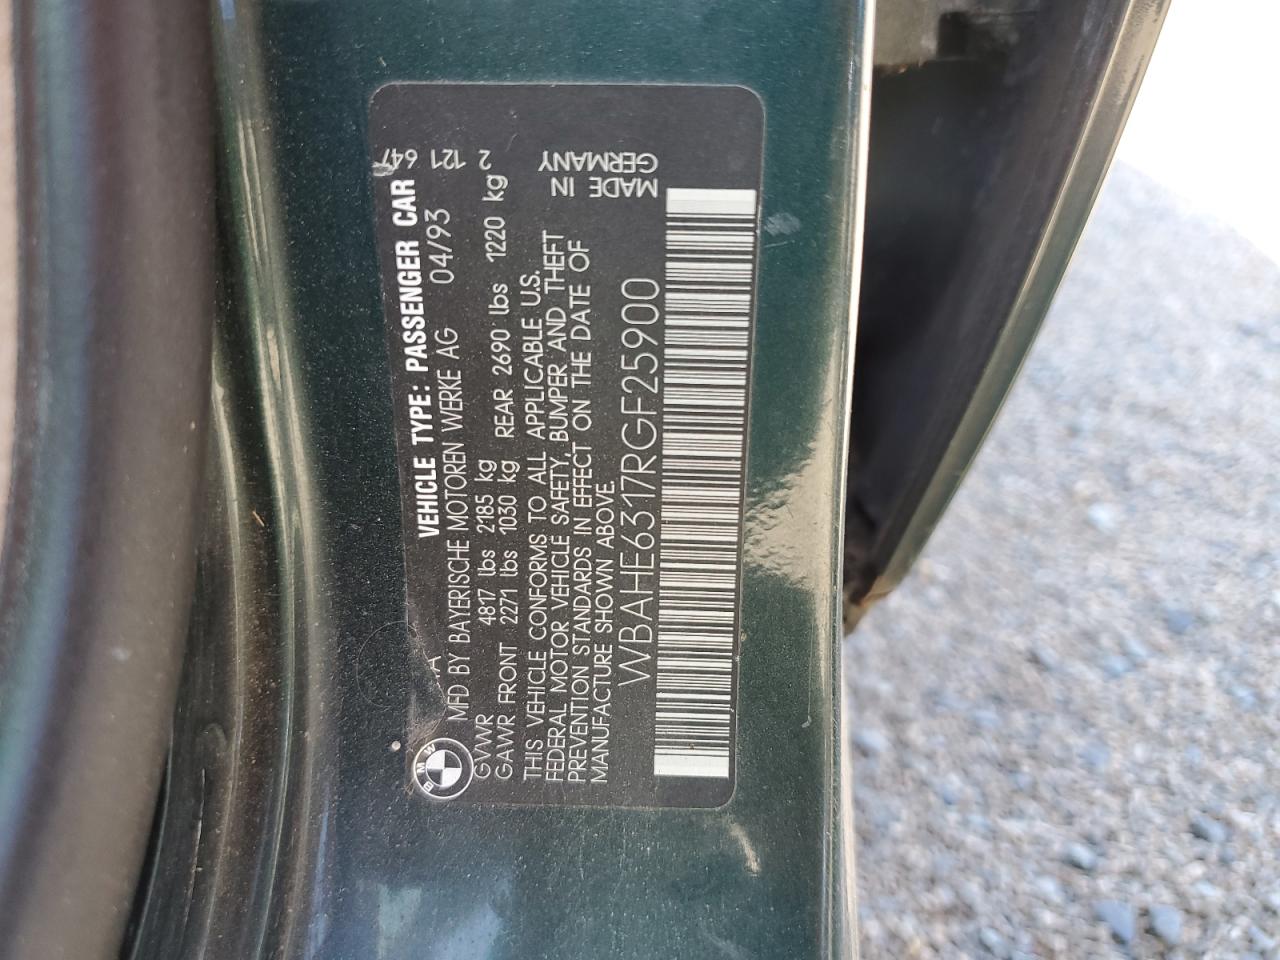 BMW
VEHICLE TYPE: PASSENGER CAR
MFD BY BAYERISCHE MOTOREN WERKE AG 04/93
GVWR 4817 lbs 2185 kg
GAWR FRONT 2271 lbs 1030 kg REAR 2690 lbs 1220 kg
THIS VEHICLE CONFORMS TO ALL APPLICABLE U.S.
FEDERAL MOTOR VEHICLE SAFETY, BUMPER AND THEFT
PREVENTION STANDARDS IN EFFECT ON THE DATE OF
MANUFACTURE SHOWN ABOVE.
WBAHE6317RGF25900
2 121 647
MADE IN
GERMANY